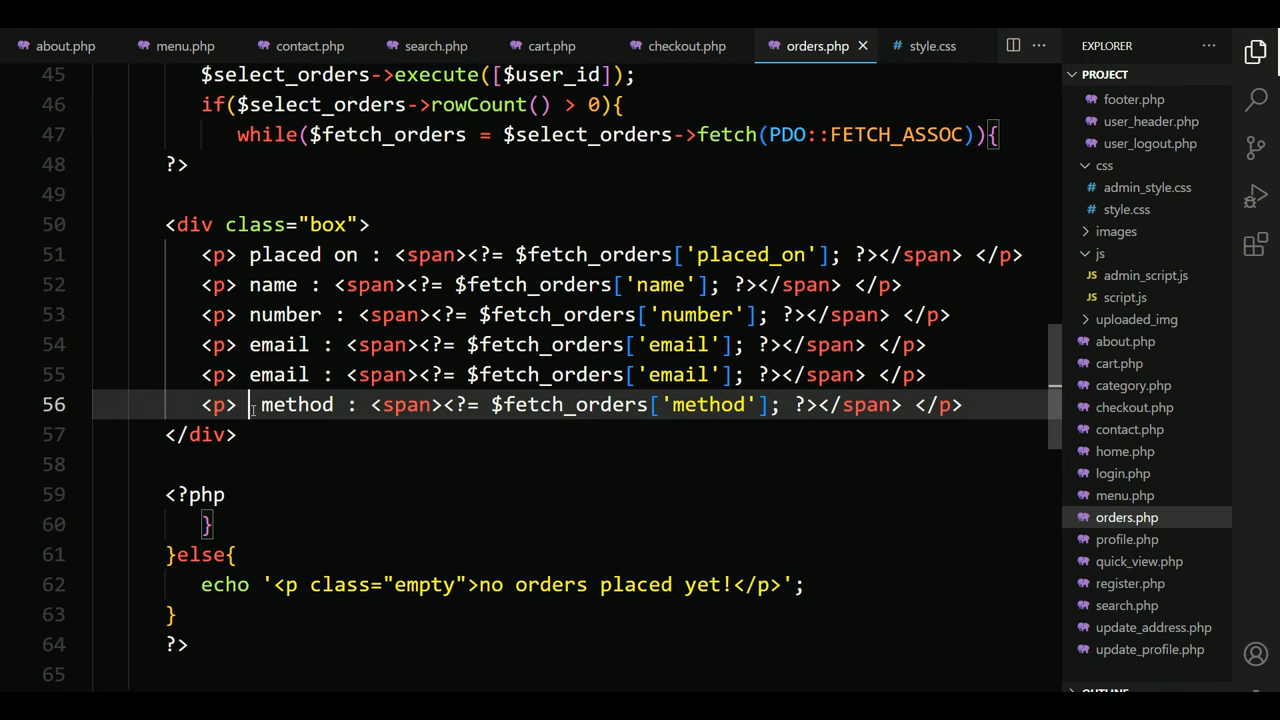 about.php menu.php contact.php search.php cart.php checkout.php orders.php style.css
EXPLORER
45 $select_orders->execute([$user_id]);
46 if($select_orders->rowCount() > 0){
47 while($fetch_orders = $select_orders->fetch(PDO::FETCH_ASSOC)){
48 ?>
49
50 <div class="box">
51 <p> placed on : <span><?= $fetch_orders['placed_on']; ?></span> </p>
52 <p> name : <span><?= $fetch_orders['name']; ?></span> </p>
53 <p> number : <span><?= $fetch_orders['number']; ?></span> </p>
54 <p> email : <span><?= $fetch_orders['email']; ?></span> </p>
55 <p> email : <span><?= $fetch_orders['email']; ?></span> </p>
56 <p> method : <span><?= $fetch_orders['method']; ?></span> </p>
57 </div>
58
59 <?php
60 }
61 }else{
62 echo '<p class="empty">no orders placed yet!</p>';
63 }
64 ?>
65
PROJECT
footer.php
user_header.php
user_logout.php
css
admin_style.css
style.css
images
js
admin_script.js
script.js
uploaded_img
about.php
cart.php
category.php
checkout.php
contact.php
home.php
login.php
menu.php
orders.php
profile.php
quick_view.php
register.php
search.php
update_address.php
update_profile.php
OUTLINE